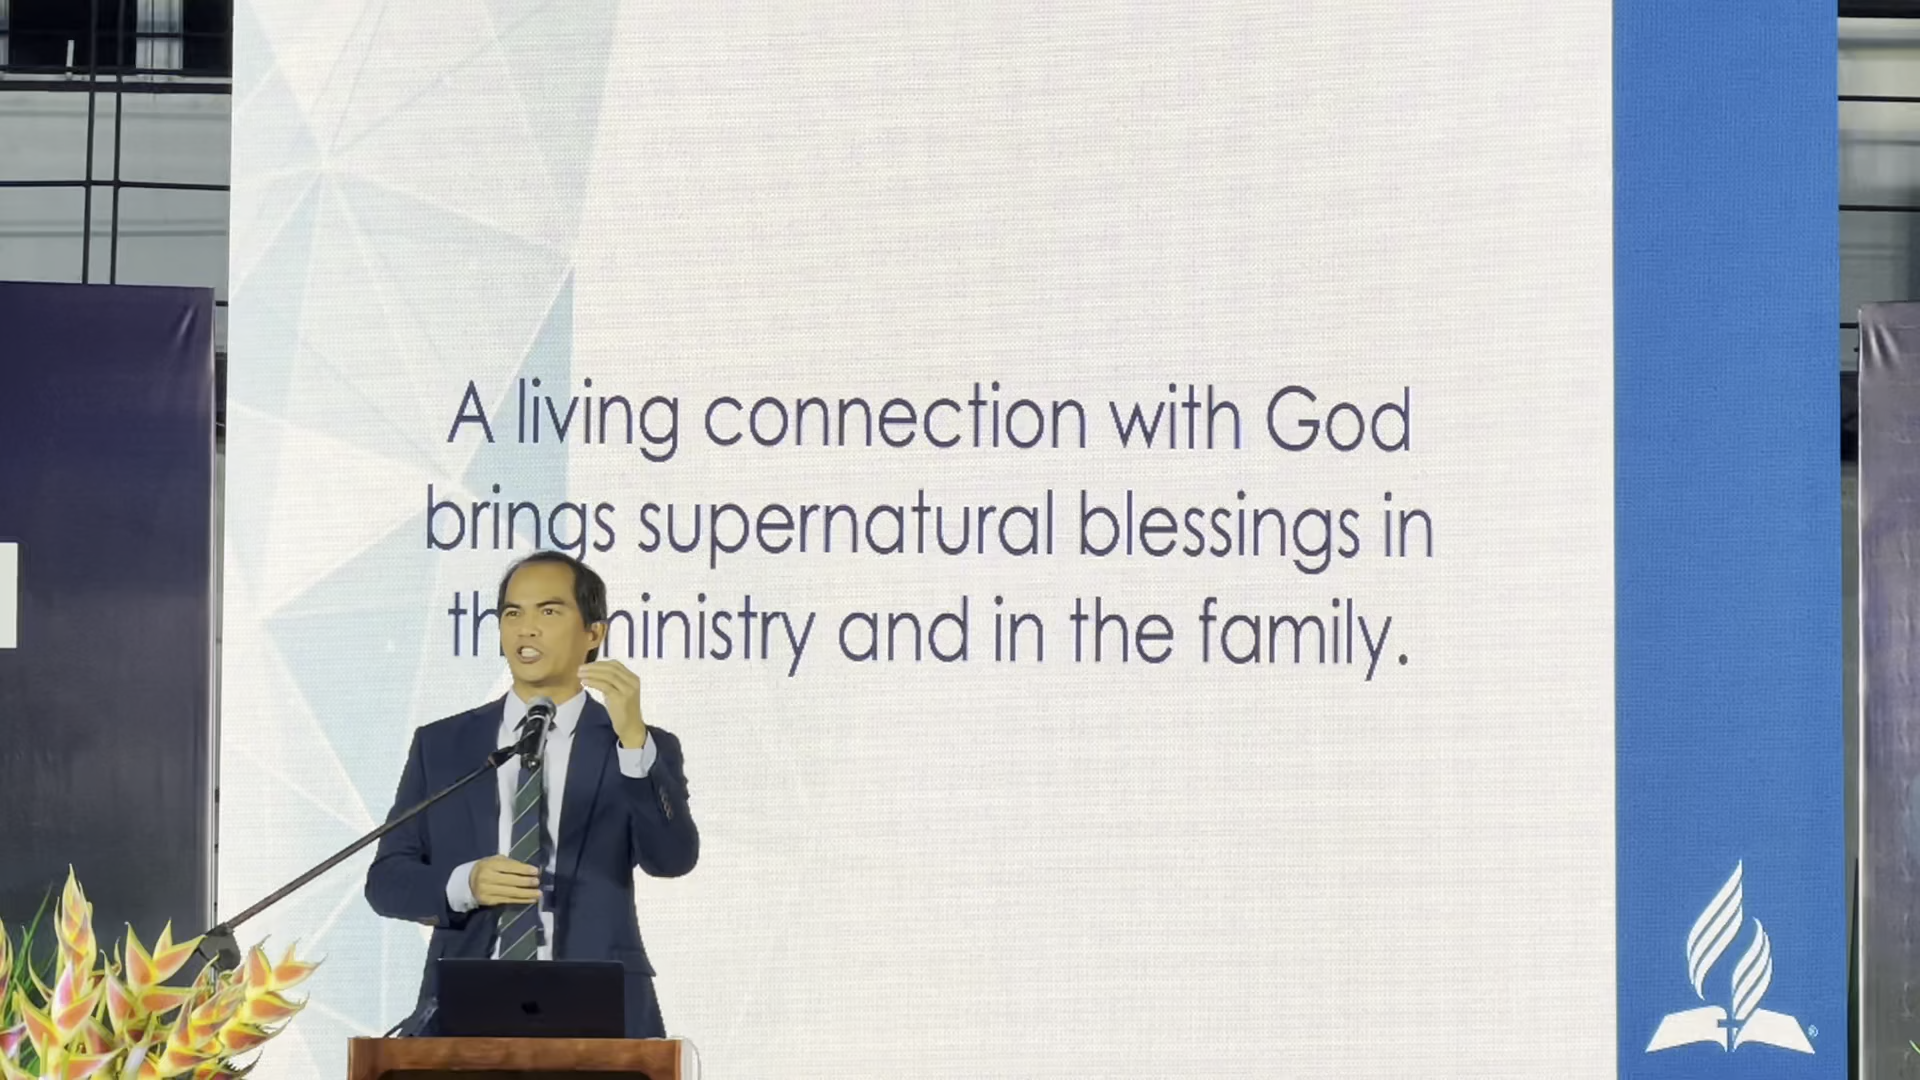 A living connection with God
brings supernatural blessings in
th ministry and in the family.
®